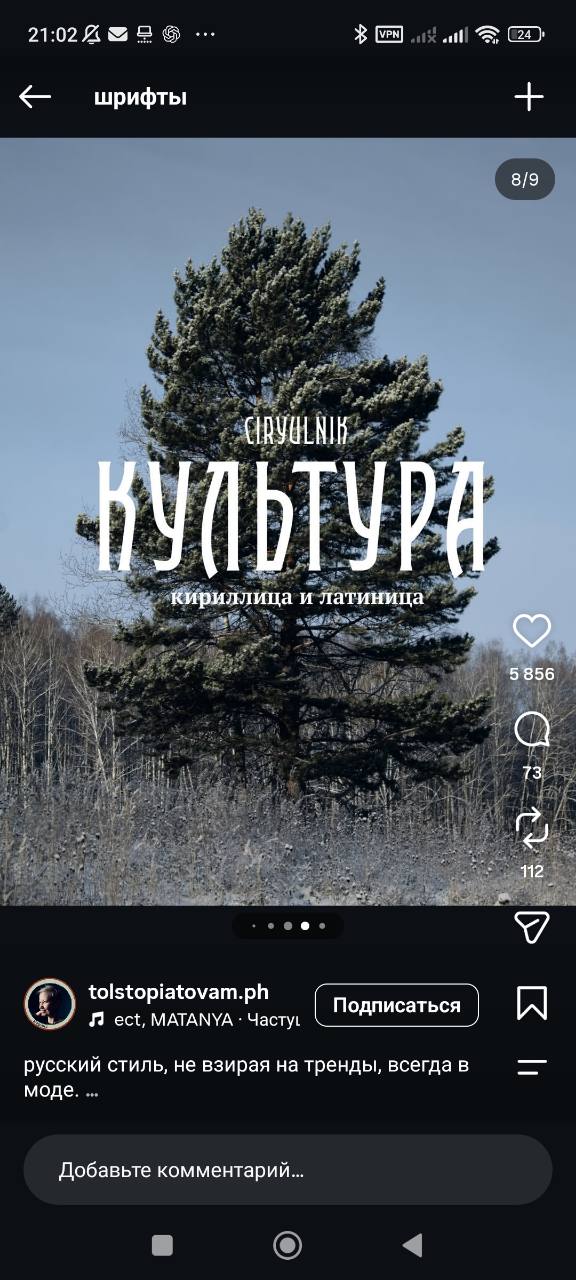 21:02 VPN 24
шрифты
8/9
CIRYULNIK
КУЛЬТУРА
кириллица и латиница
5 856
73
112
tolstopiatovam.ph
ect, MATANYA · Частуц
Подписаться
русский стиль, не взирая на тренды, всегда в
моде. ...
Добавьте комментарий...